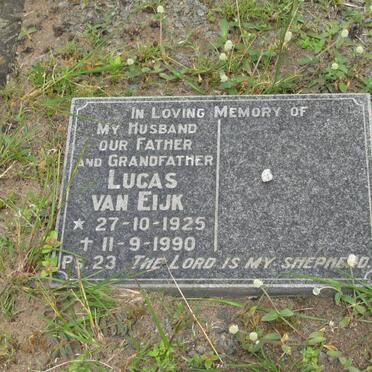 In Loving Memory of
My Husband
our Father
and Grandfather
Lucas
van Eijk
* 27-10-1925
✝ 11-9-1990
Ps. 23 The Lord is my shepherd